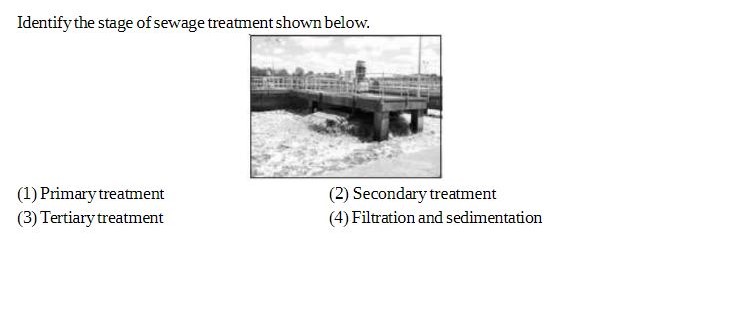 Identify the stage of sewage treatment shown below.
(1) Primary treatment (2) Secondary treatment
(3) Tertiary treatment (4) Filtration and sedimentation